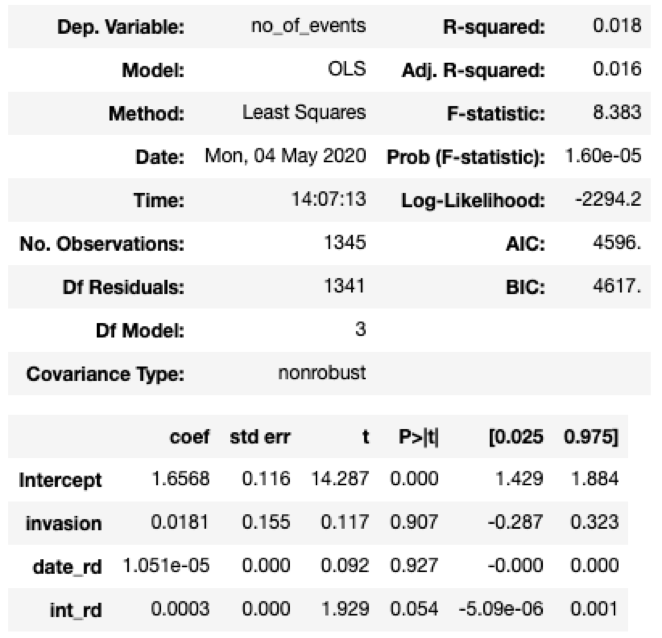 Dep. Variable: no_of_events R-squared: 0.018
Model: OLS Adj. R-squared: 0.016
Method: Least Squares F-statistic: 8.383
Date: Mon, 04 May 2020 Prob (F-statistic): 1.60e-05
Time: 14:07:13 Log-Likelihood: -2294.2
No. Observations: 1345 AIC: 4596.
Df Residuals: 1341 BIC: 4617.
Df Model: 3
Covariance Type: nonrobust
coef std err t P>|t| [0.025 0.975]
Intercept 1.6568 0.116 14.287 0.000 1.429 1.884
invasion 0.0181 0.155 0.117 0.907 -0.287 0.323
date_rd 1.051e-05 0.000 0.092 0.927 -0.000 0.000
int_rd 0.0003 0.000 1.929 0.054 -5.09e-06 0.001